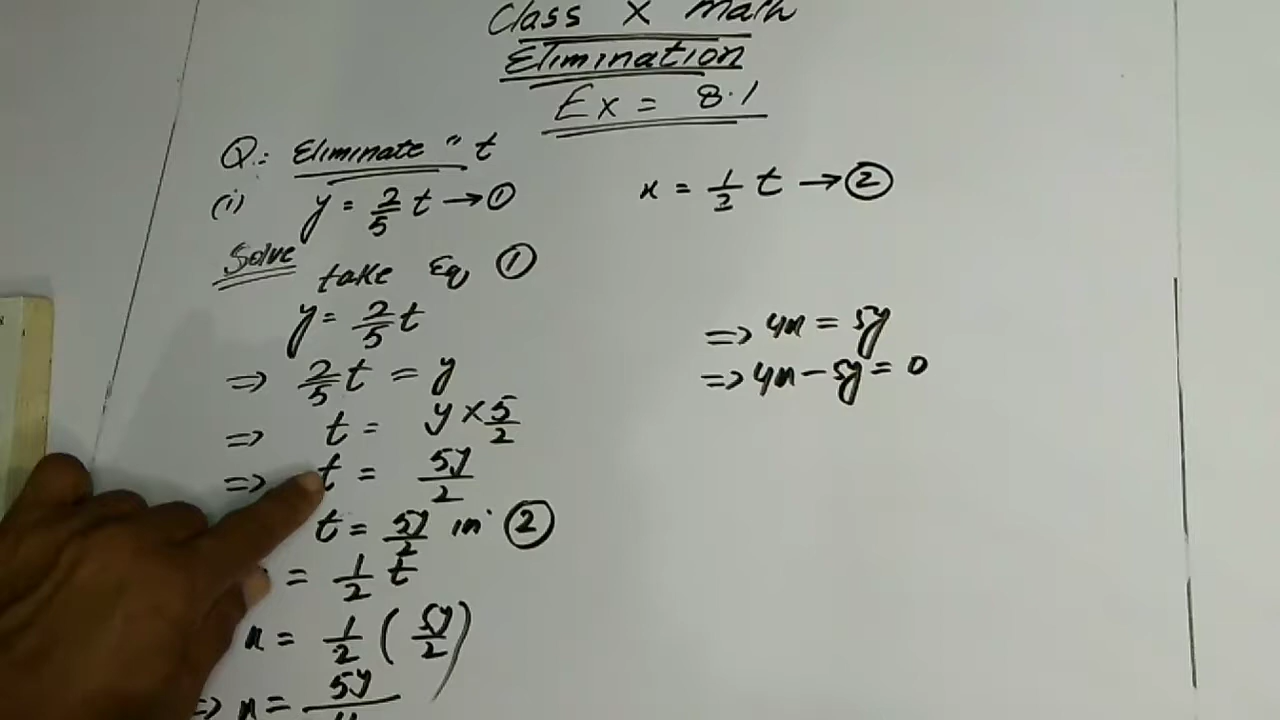 Class X Math
Elimination
Ex = 8.1
Q: Eliminate "t
(i) y = 2/5 t → ① x = 1/2 t → ②
Solve take Eq ①
y = 2/5 t
⇒ 2/5 t = y
⇒ t = y × 5/2
⇒ t = 5y/2
t = 5y/2 in ②
= 1/2 t
x = 1/2 (5y/2)
⇒ x = 5y/4
⇒ 4x = 5y
⇒ 4x - 5y = 0